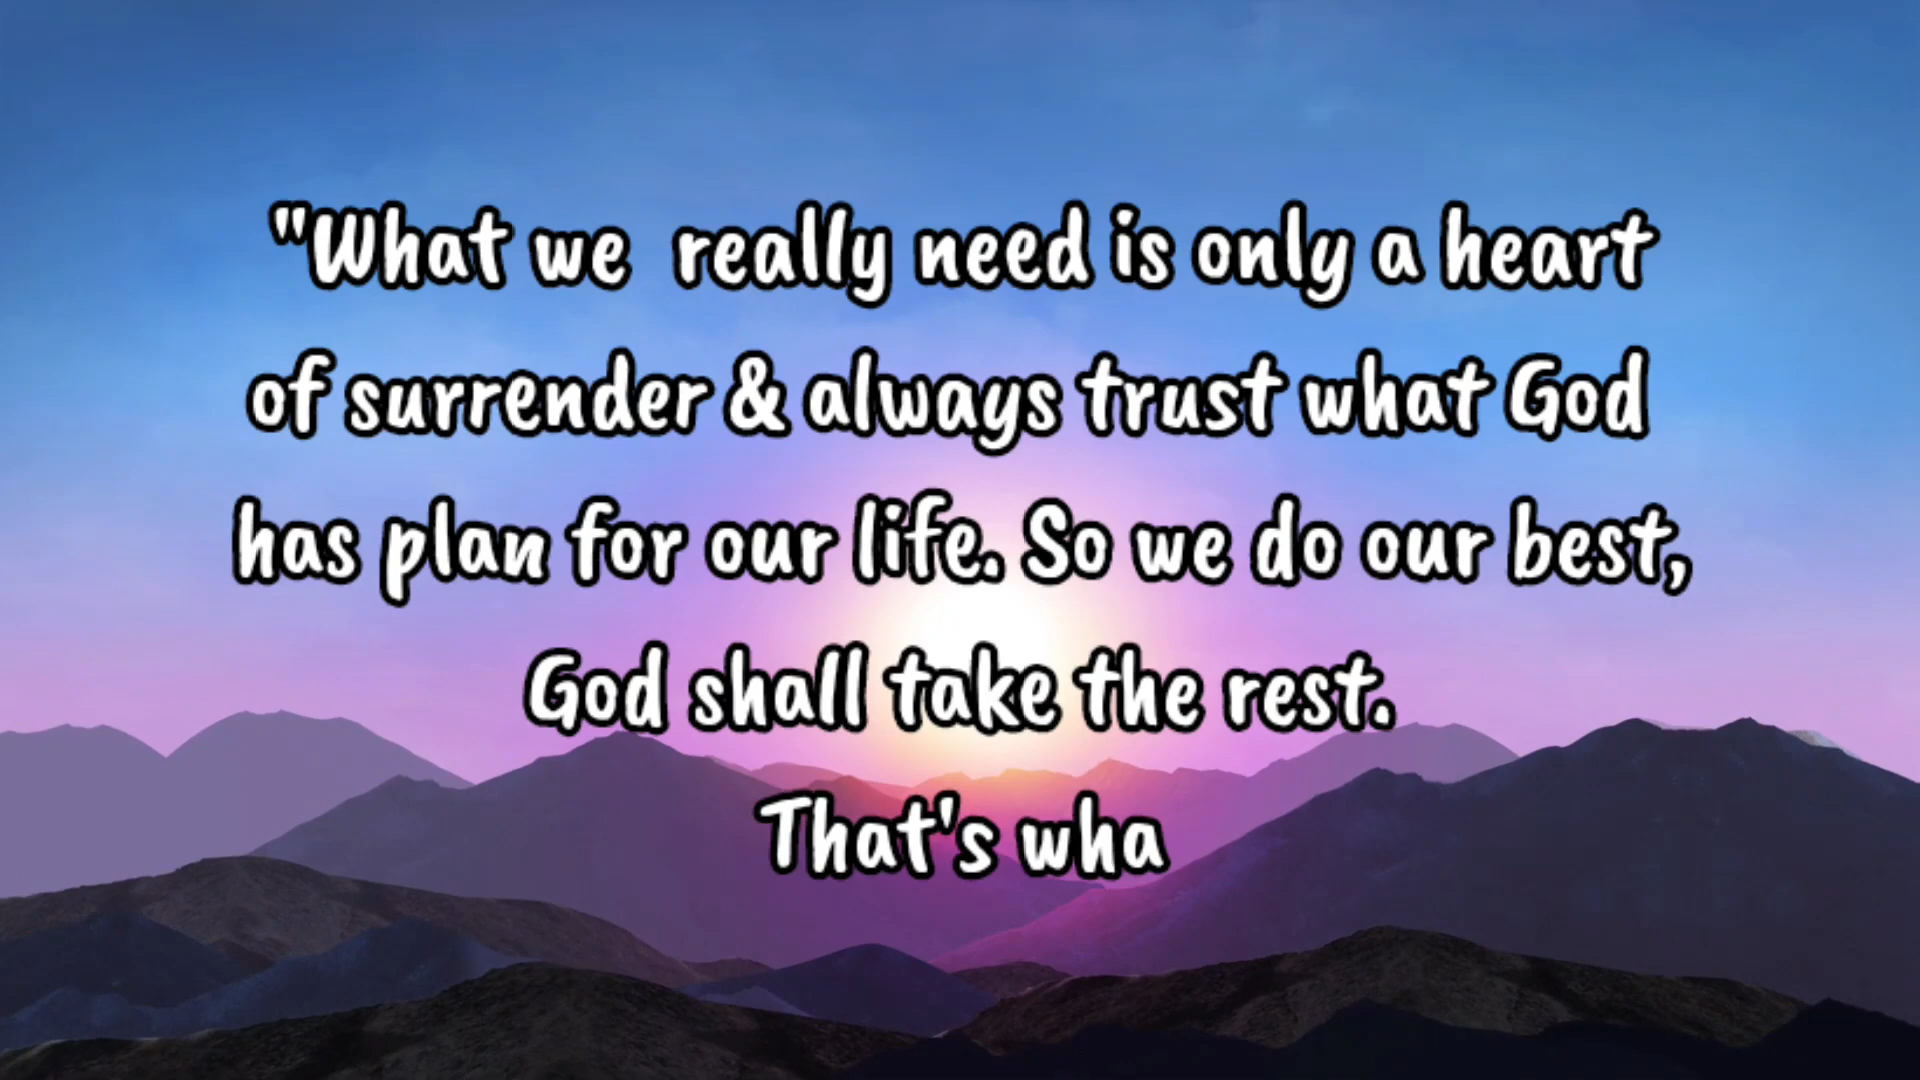 "What we  really need is only a heart
of surrender & always trust what God
has plan for our life. So we do our best,
God shall take the rest.
That's wha